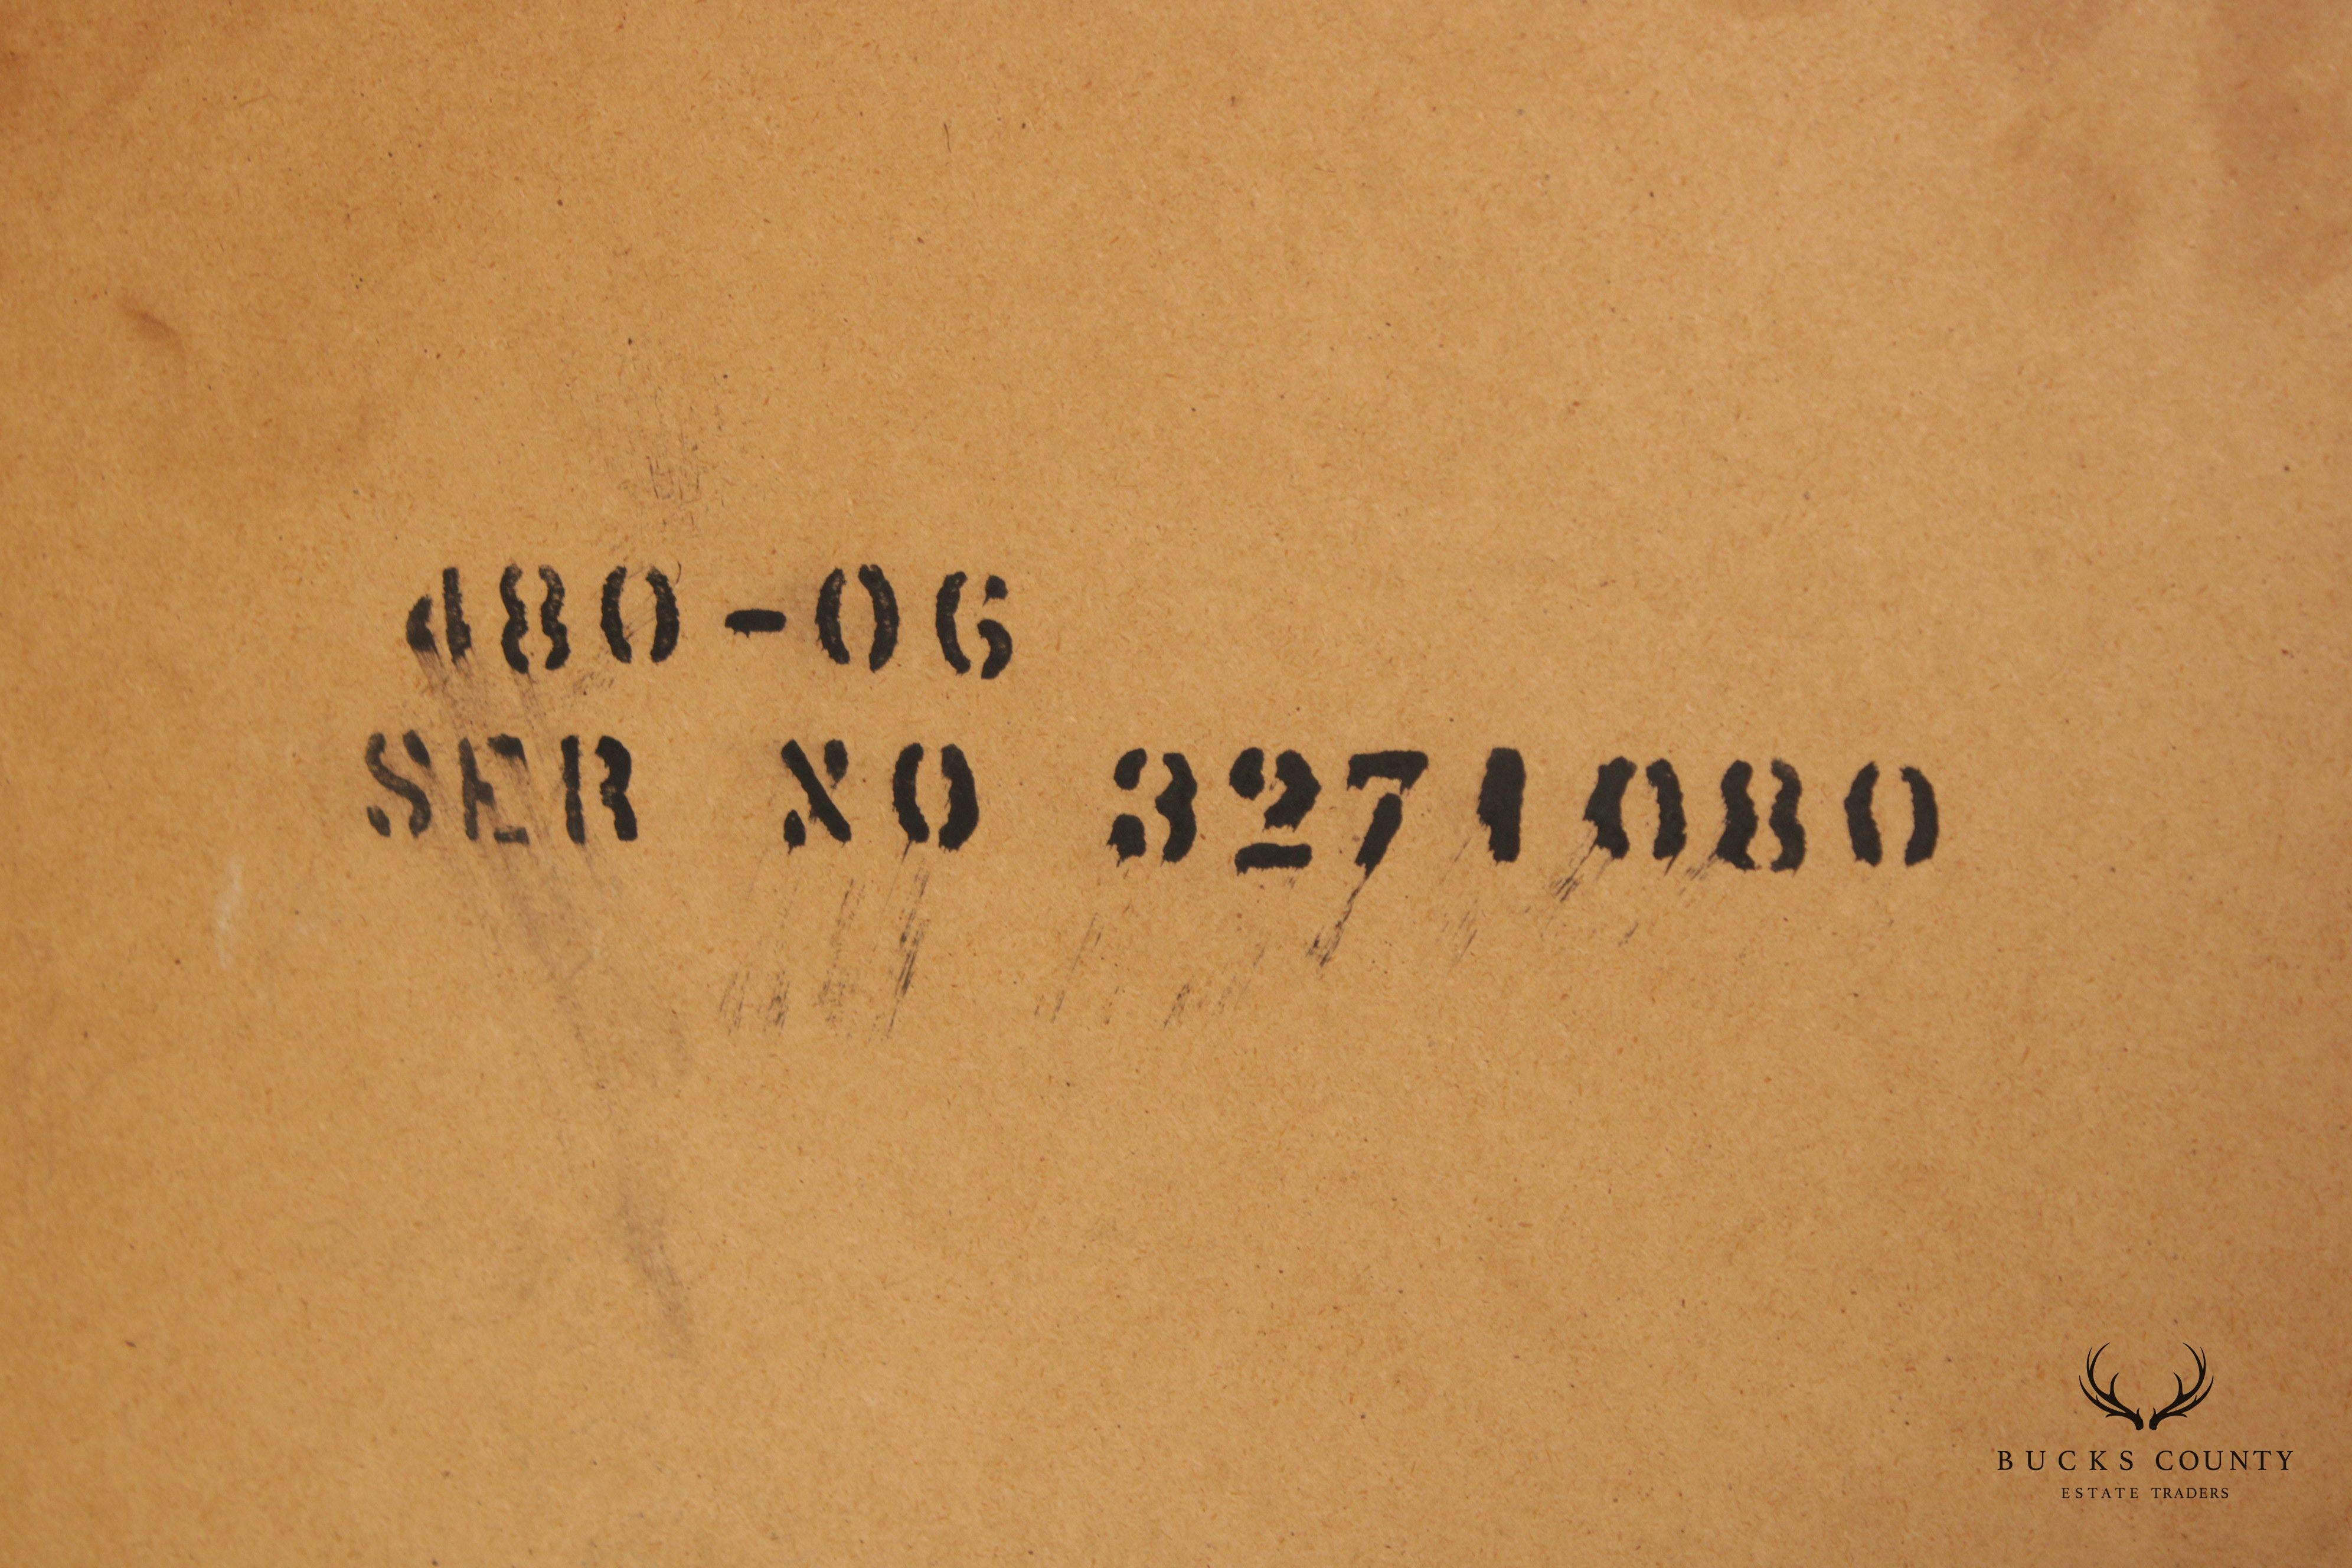 480-06
SER NO 3271080
BUCKS COUNTY
ESTATE TRADERS